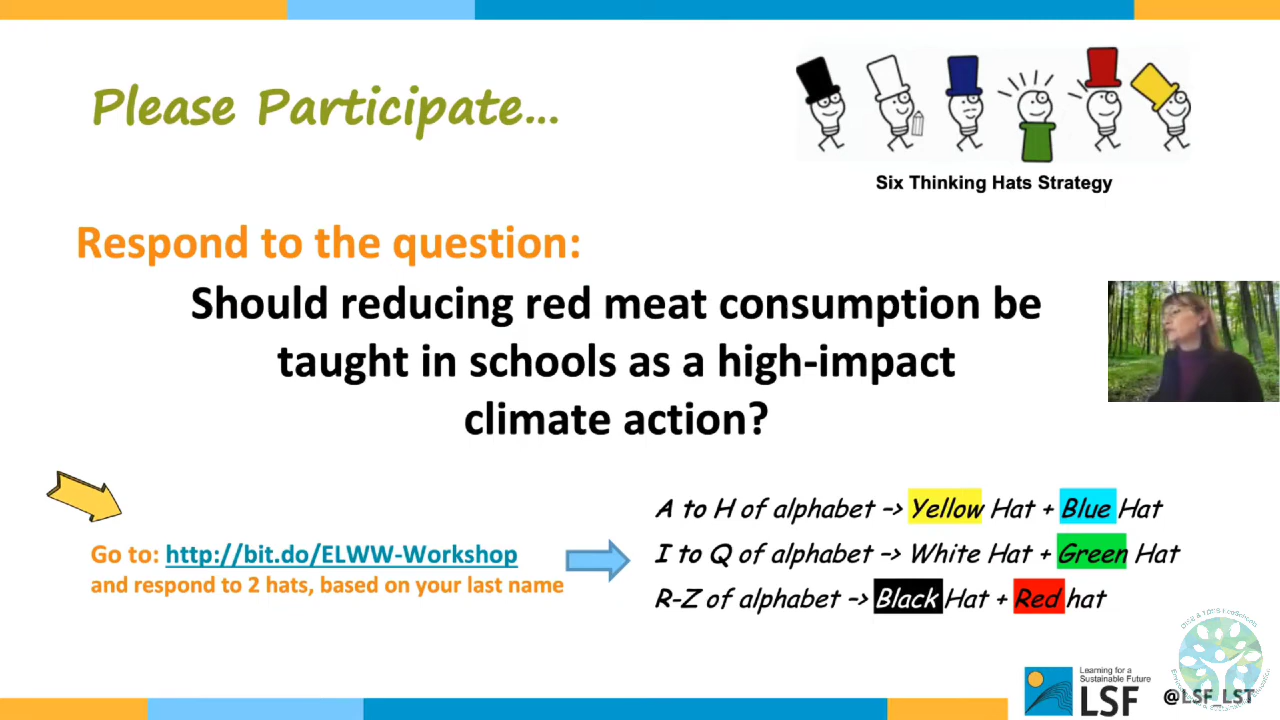 Please Participate...
Six Thinking Hats Strategy
Respond to the question:
Should reducing red meat consumption be
taught in schools as a high-impact
climate action?
Go to: http://bit.do/ELWW-Workshop
and respond to 2 hats, based on your last name
A to H of alphabet -> Yellow Hat + Blue Hat
I to Q of alphabet -> White Hat + Green Hat
R-Z of alphabet -> Black Hat + Red hat
Learning for a
Sustainable Future
LSF
@LSF_LST